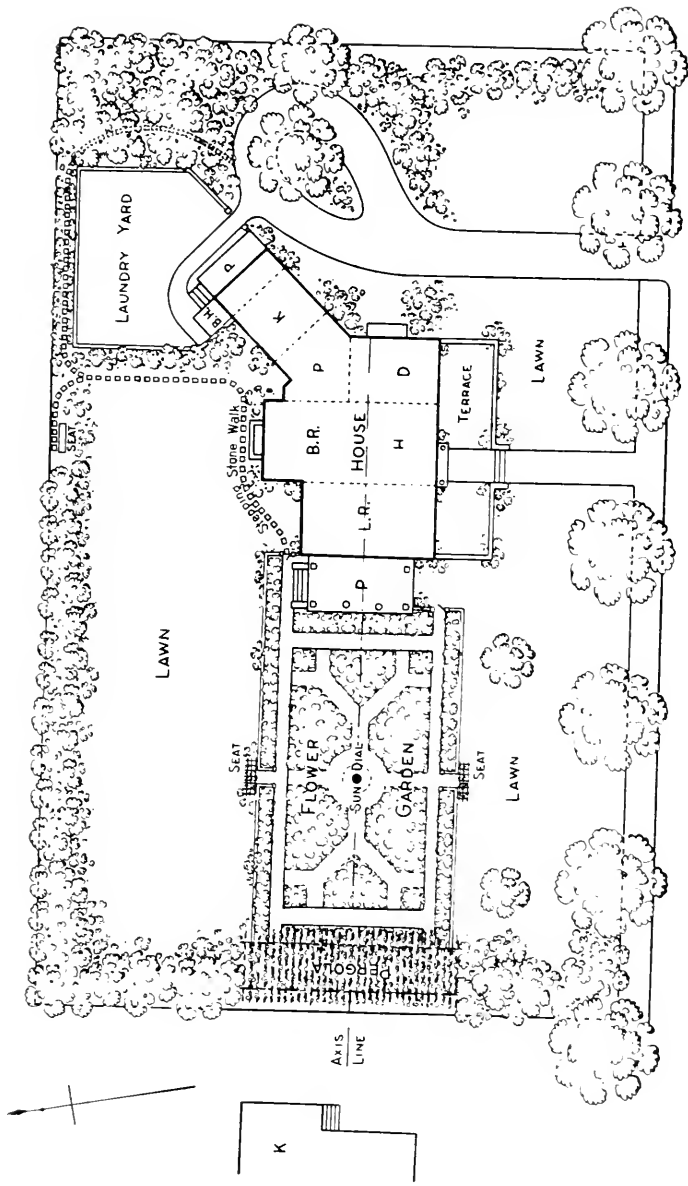 LAUNDRY YARD
P
B.H.
K
SEAT
Stepping Stone Walk
B.R.
P
HOUSE
D
H
L.R.
TERRACE
LAWN
P
LAWN
SEAT
FLOWER
SUN DIAL
GARDEN
SEAT
LAWN
PERGOLA
AXIS
LINE
K